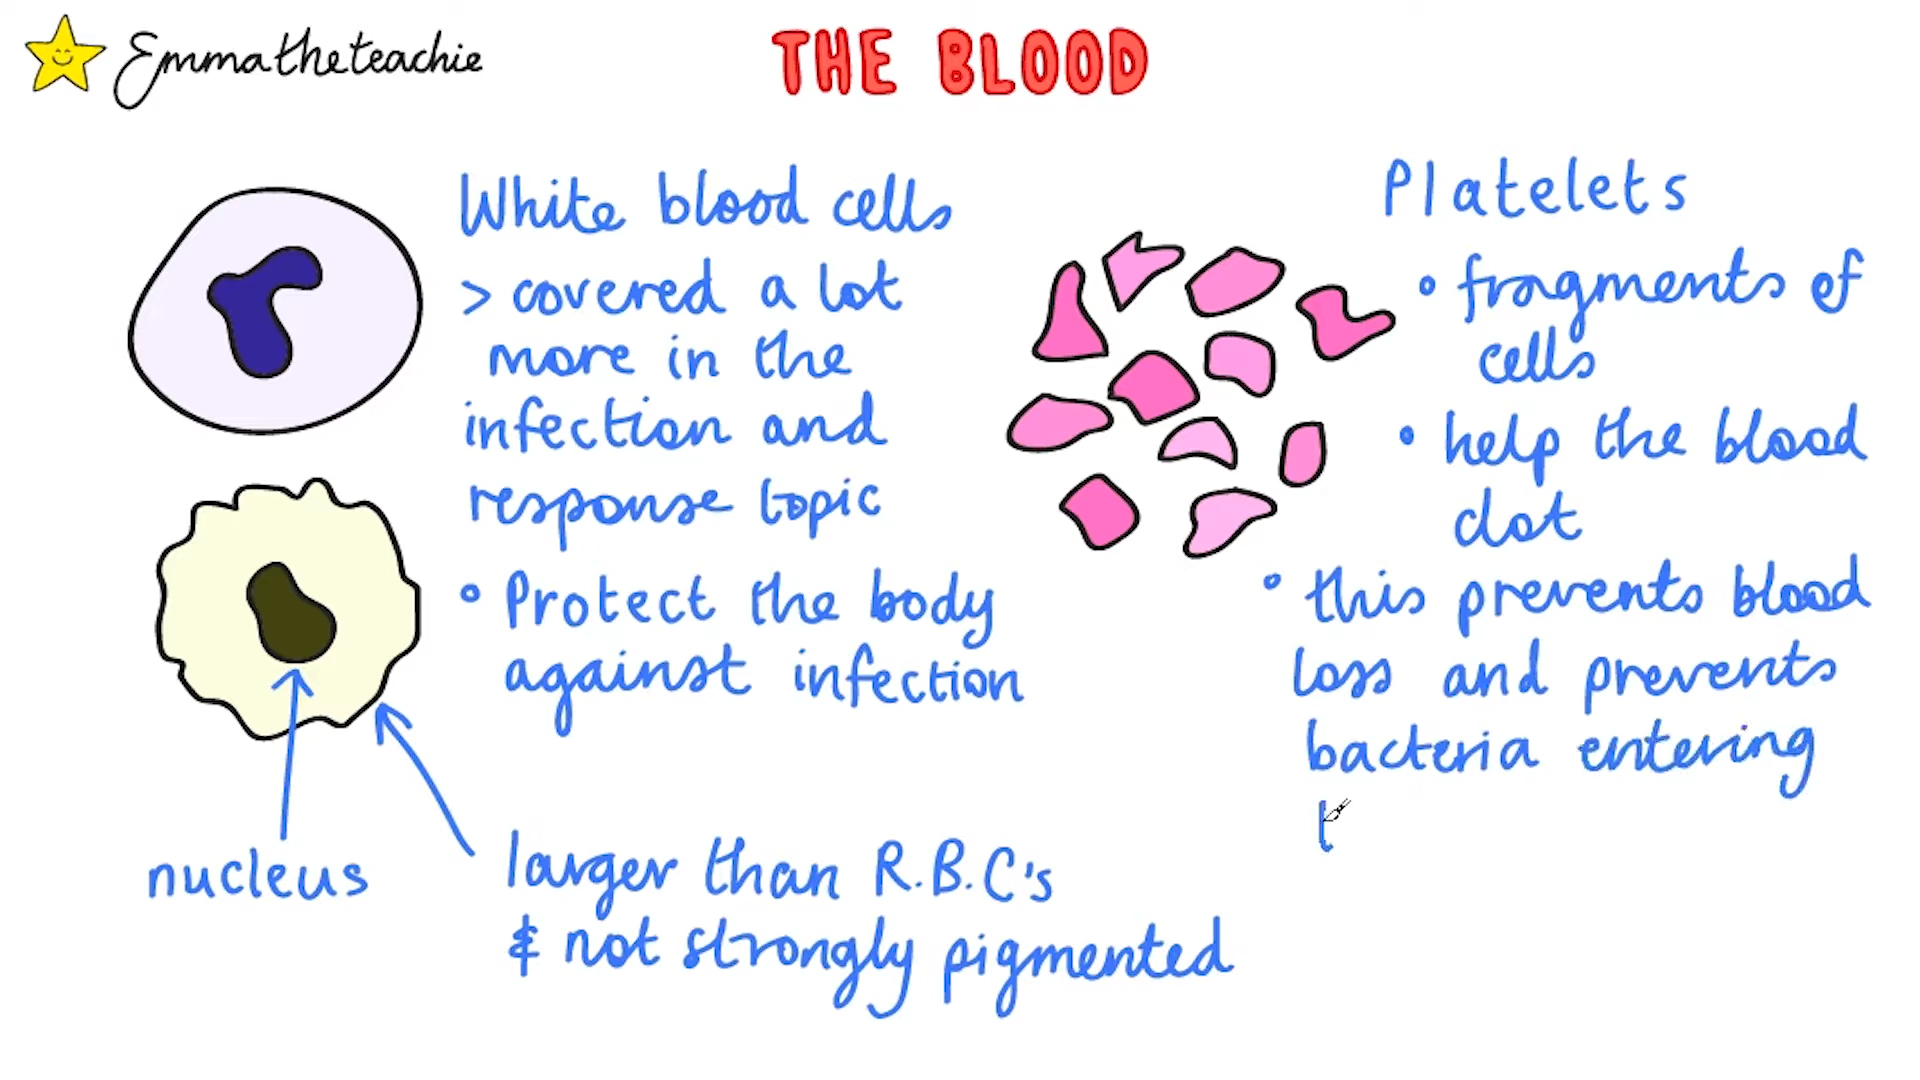 Emmatheteachie
THE BLOOD
White blood cells
> covered a lot
more in the
infection and
response topic
• Protect the body
against infection
nucleus
larger than R.B.C's
& not strongly pigmented
Platelets
• fragments of
cells
• help the blood
clot
• this prevents blood
loss and prevents
bacteria entering
t